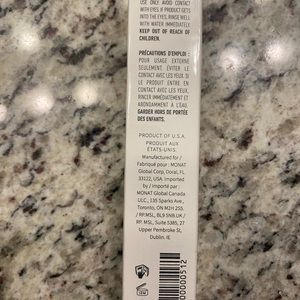 USE ONLY AVOID CONTACT
WITH EYES. IF PRODUCT GETS
INTO THE EYES, RINSE WELL
WITH WATER IMMEDIATELY.
KEEP OUT OF REACH OF
CHILDREN.
PRÉCAUTIONS D'EMPLOI :
POUR USAGE EXTERNE
SEULEMENT. ÉVITER LE
CONTACT AVEC LES YEUX. SI
LE PRODUIT ENTRE EN
CONTACT AVEC LES YEUX,
RINCER IMMÉDIATEMENT ET
ABONDAMMENT À L'EAU.
GARDER HORS DE PORTÉE
DES ENFANTS.
PRODUCT OF U.S.A.
PRODUIT AUX
ÉTATS-UNIS.
Manufactured for /
Fabriqué pour : MONAT
Global Corp, Doral, FL
33122, USA. Imported
by / importé par :
MONAT Global Canada
ULC., 135 Sparks Ave.,
Toronto, ON M2H 2S5,
/ RP:MSL, BL9 5NB.UK
/ RP. MSL, Suite 5385, 27
Upper Pembroke St,
Dublin. IE
00000512